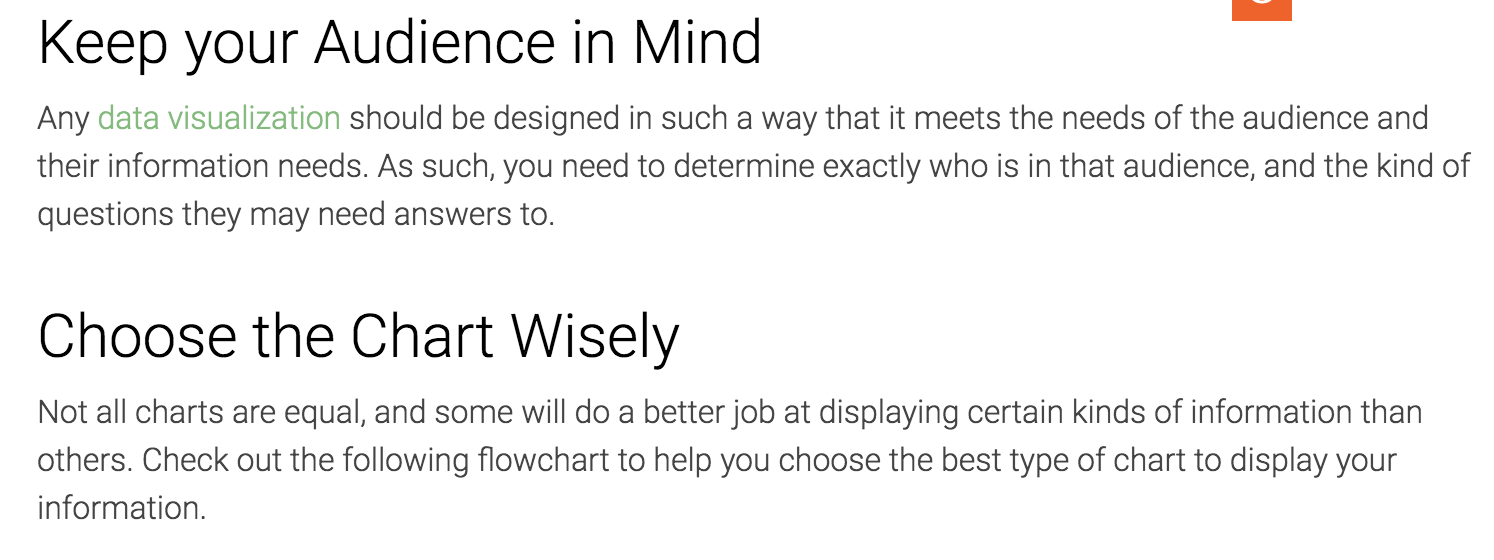 Keep your Audience in Mind
Any data visualization should be designed in such a way that it meets the needs of the audience and
their information needs. As such, you need to determine exactly who is in that audience, and the kind of
questions they may need answers to.
Choose the Chart Wisely
Not all charts are equal, and some will do a better job at displaying certain kinds of information than
others. Check out the following flowchart to help you choose the best type of chart to display your
information.